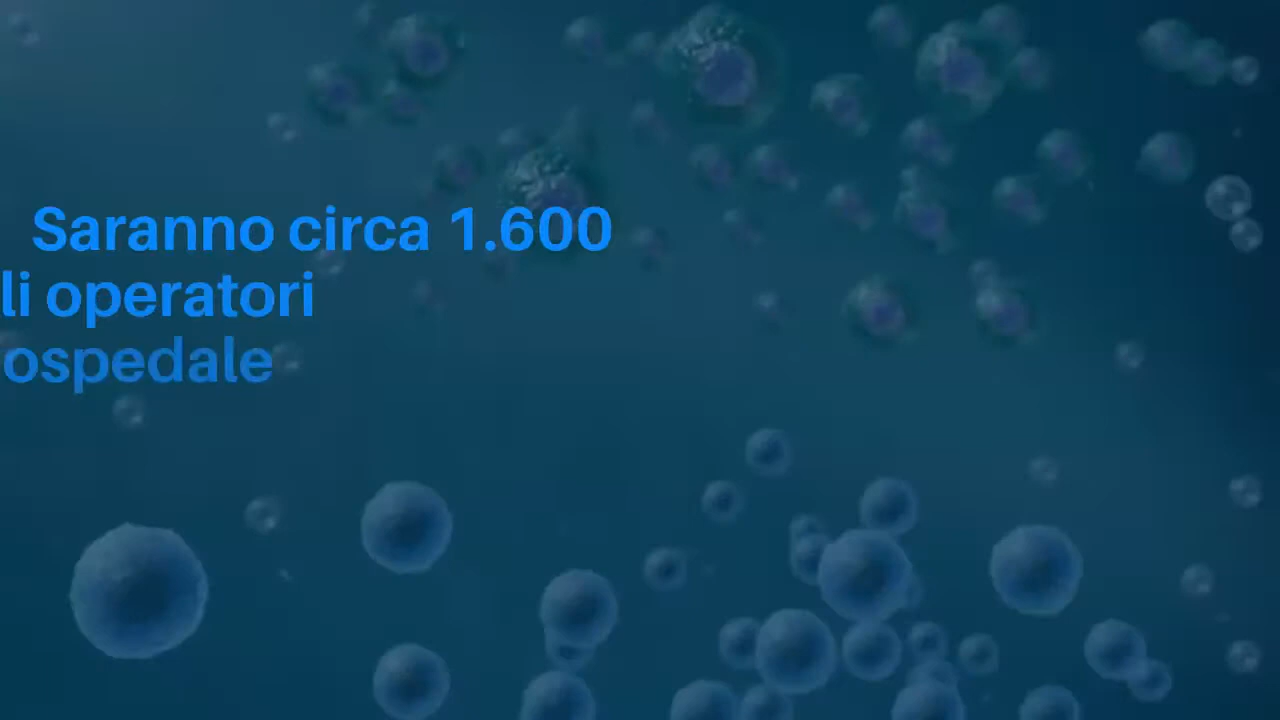 Saranno circa 1.600
li operatori
ospedale